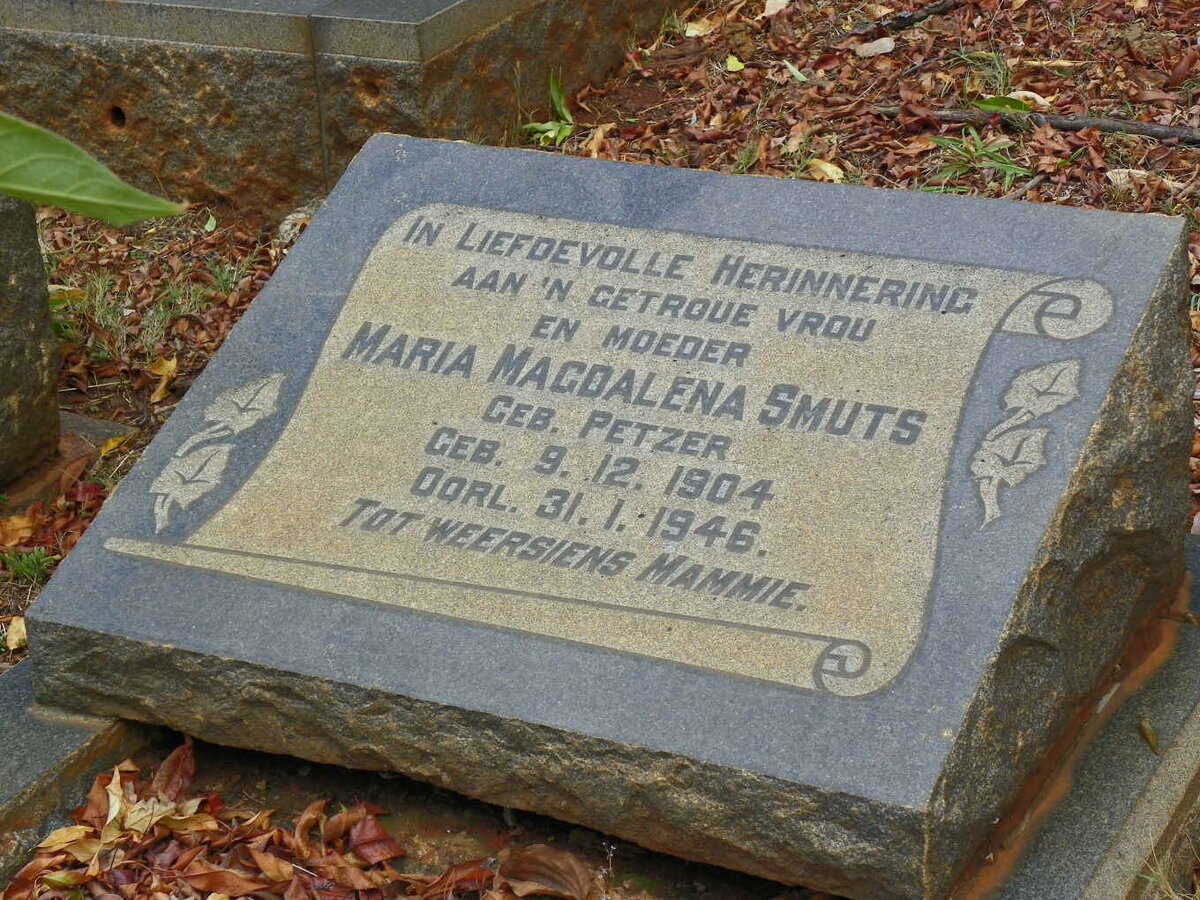 In Liefdevolle Herinnering
aan 'n getroue vrou
en moeder
Maria Magdalena Smuts
Geb. Petzer
Geb. 9. 12. 1904
Oorl. 31. 1. 1946.
Tot weersiens Mammie.